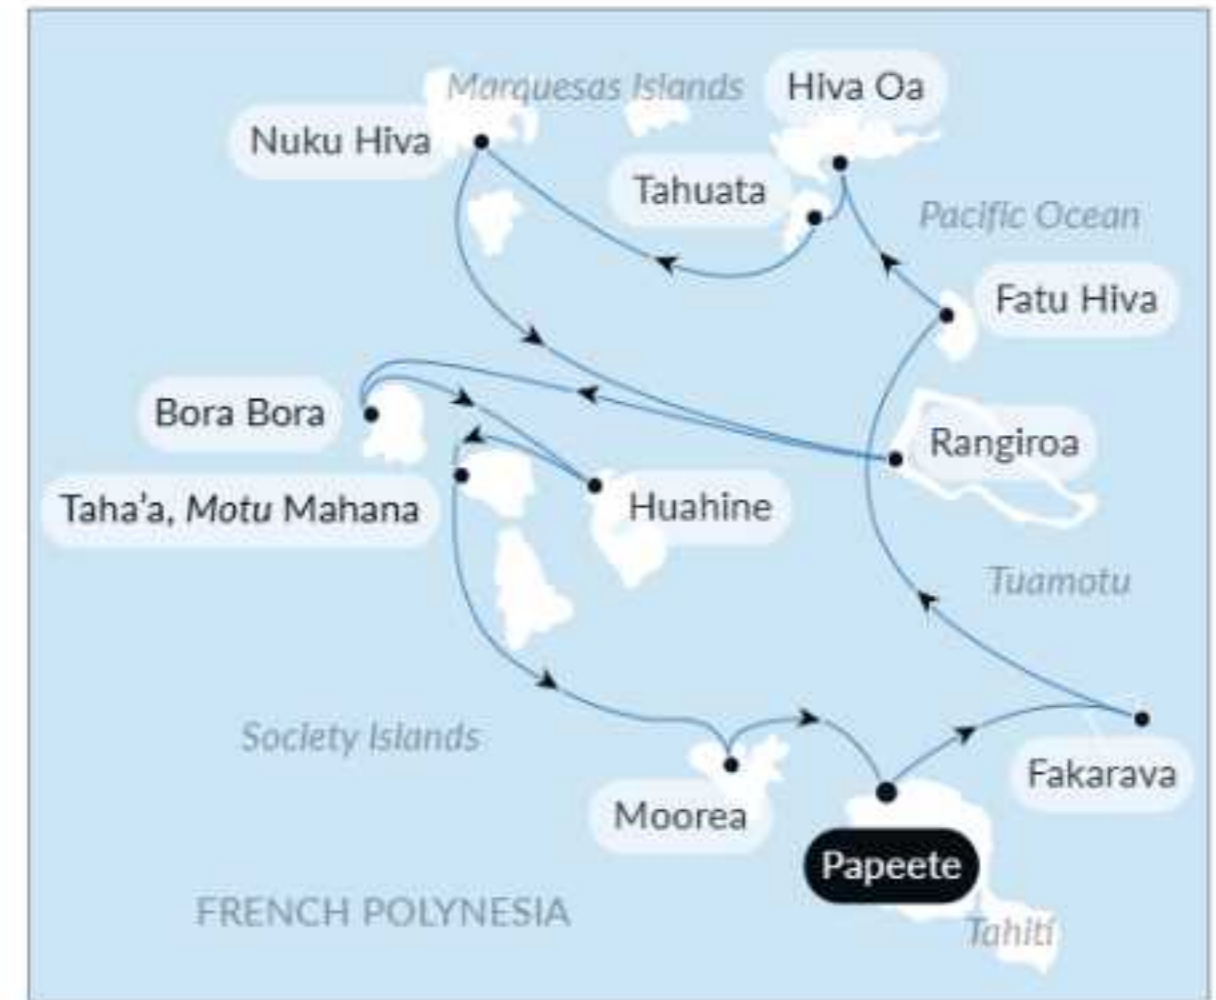 Marquesas Islands
Hiva Oa
Nuku Hiva
Tahuata
Pacific Ocean
Fatu Hiva
Bora Bora
Rangiroa
Taha'a, Motu Mahana
Huahine
Tuamotu
Society Islands
Fakarava
Moorea
Papeete
FRENCH POLYNESIA
Tahiti